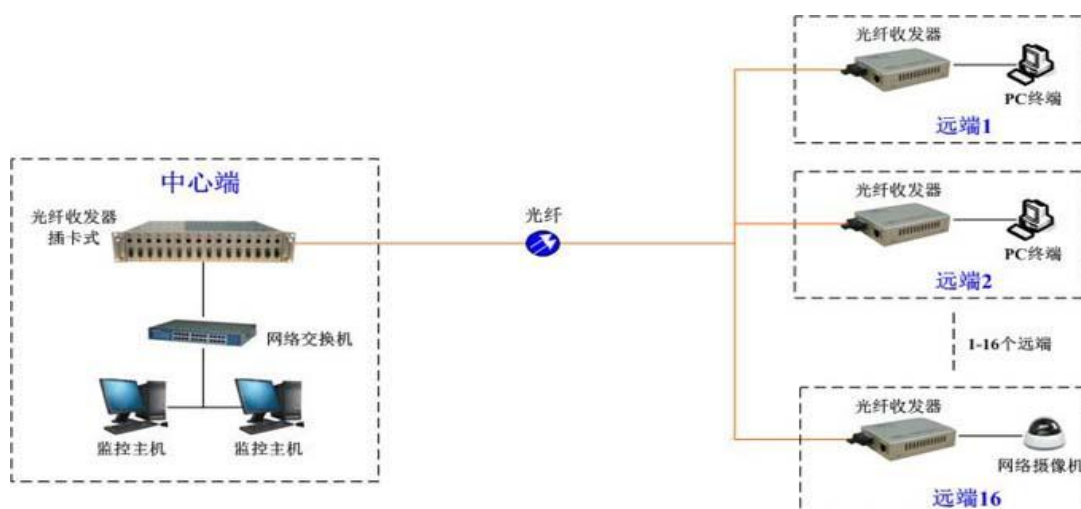 中心端
光纤收发器
插卡式
网络交换机
监控主机
监控主机
光纤
光纤收发器
PC终端
远端1
光纤收发器
PC终端
远端2
1-16个远端
光纤收发器
网络摄像机
远端16